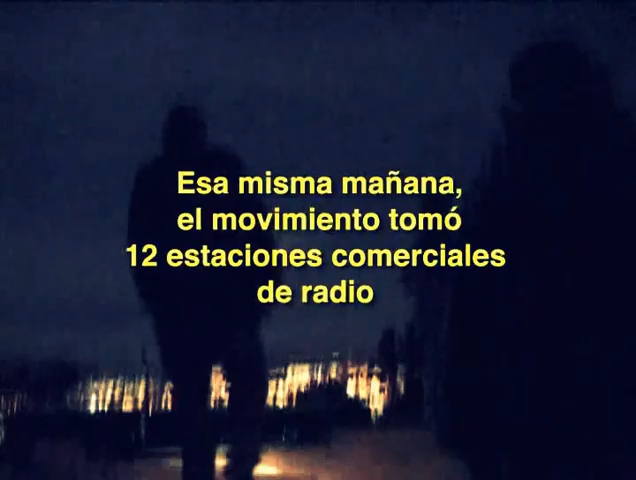 Esa misma mañana,
el movimiento tomó
12 estaciones comerciales
de radio